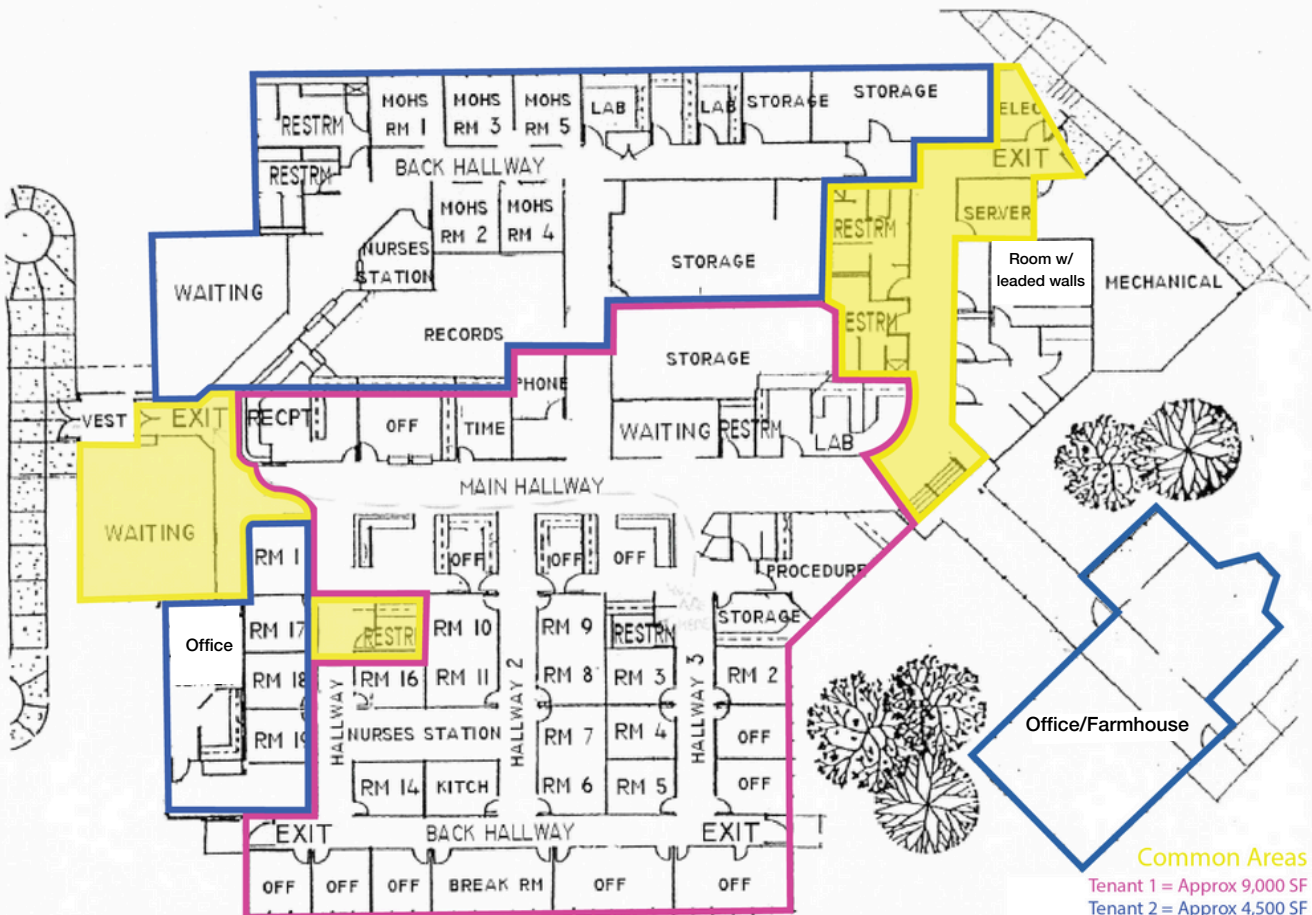 MOHS
RM 1
MOHS
RM 3
MOHS
RM 5
LAB
LAB
STORAGE
STORAGE
ELEC
RESTRM
EXIT
BACK HALLWAY
RESTRM
MOHS
RM 2
MOHS
RM 4
SERVER
RESTRM
NURSES
STATION
STORAGE
Room w/
leaded walls
MECHANICAL
WAITING
RECORDS
ESTRM
STORAGE
PHONE
VEST
EXIT
RECPT
OFF
TIME
WAITING
RESTRM
LAB
MAIN HALLWAY
WAITING
RM 1
OFF
OFF
OFF
PROCEDURE
Office
RM 17
RESTR
RM 10
RM 9
RESTRM
STORAGE
RM 18
RM 16
RM 11
RM 8
RM 3
RM 2
HALLWAY
HALLWAY 2
HALLWAY 3
RM 19
NURSES STATION
RM 7
RM 4
OFF
Office/Farmhouse
RM 14
KITCH
RM 6
RM 5
OFF
EXIT
BACK HALLWAY
EXIT
OFF
OFF
OFF
BREAK RM
OFF
OFF
Common Areas
Tenant 1 = Approx 9,000 SF
Tenant 2 = Approx 4,500 SF